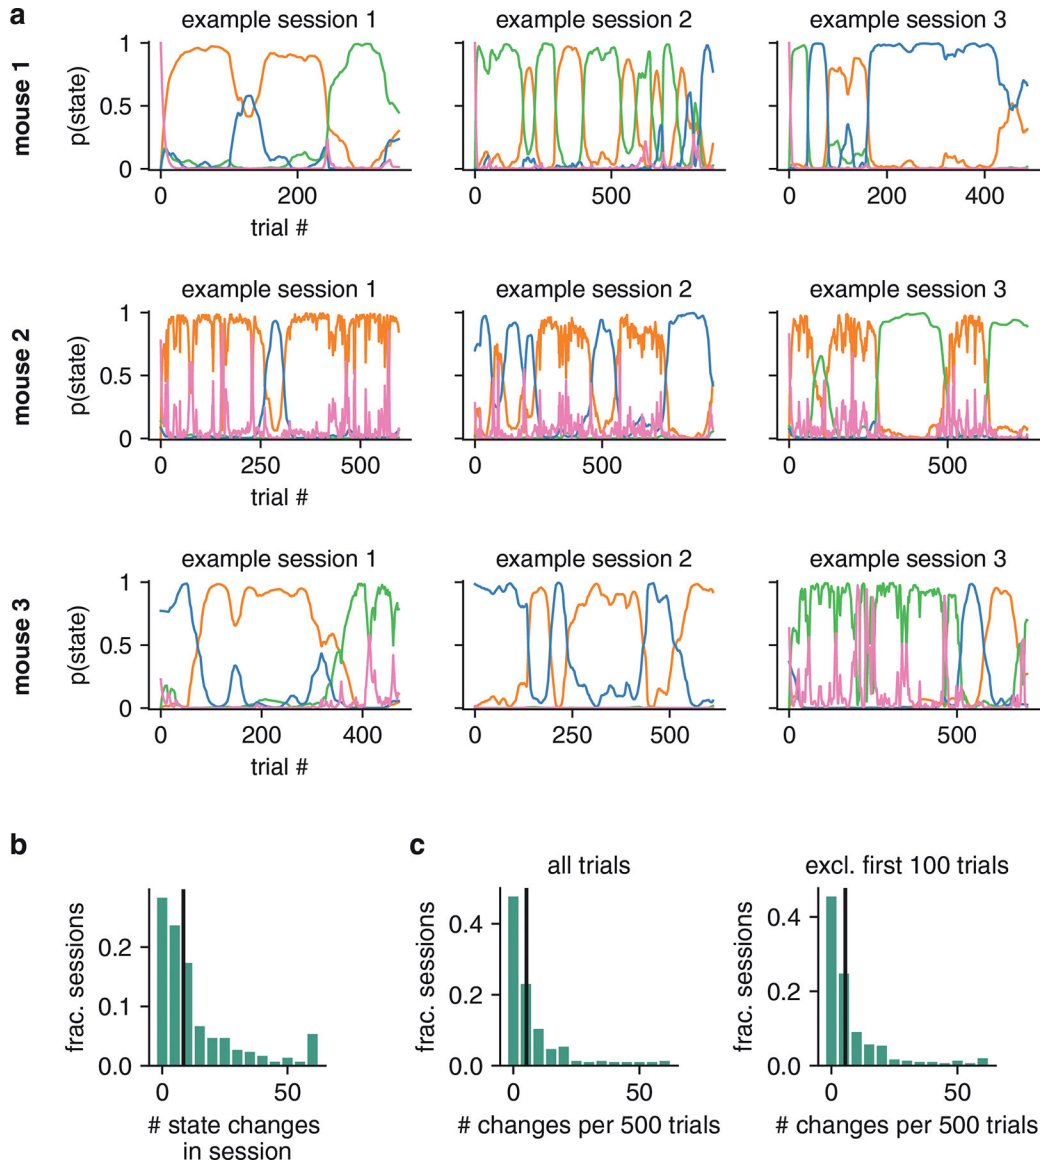 a
example session 1
example session 2
example session 3
mouse 1
p(state)
1
0.5
0
0
200
0
500
0
200
400
trial #
example session 1
example session 2
example session 3
mouse 2
p(state)
1
0.5
0
0
250
500
0
500
0
500
trial #
example session 1
example session 2
example session 3
mouse 3
p(state)
1
0.5
0
0
200
400
0
250
500
0
500
trial #
b
frac. sessions
0.2
0.1
0.0
0
50
# state changes
in session
c
all trials
frac. sessions
0.4
0.2
0.0
0
50
# changes per 500 trials
excl. first 100 trials
frac. sessions
0.4
0.2
0.0
0
50
# changes per 500 trials